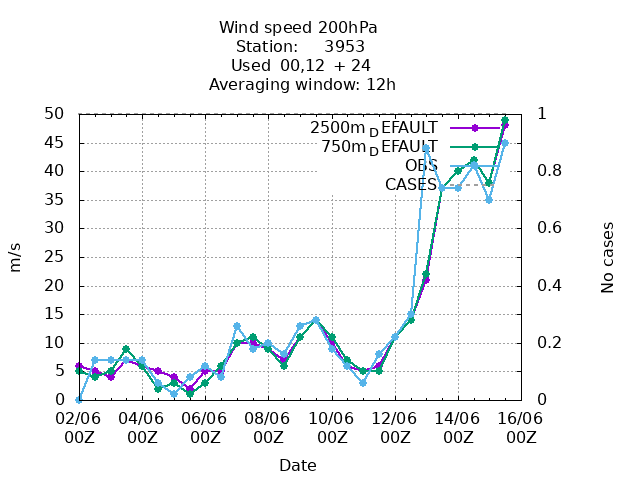 Wind speed 200hPa
Station: 3953
Used 00,12 + 24
Averaging window: 12h
50 1
2500m_DEFAULT
45
750m_DEFAULT
OBS
40 0.8
CASES
35
30 0.6
25
20 0.4
15
10 0.2
5
0 0
m/s
No cases
02/06 04/06 06/06 08/06 10/06 12/06 14/06 16/06
00Z 00Z 00Z 00Z 00Z 00Z 00Z 00Z
Date